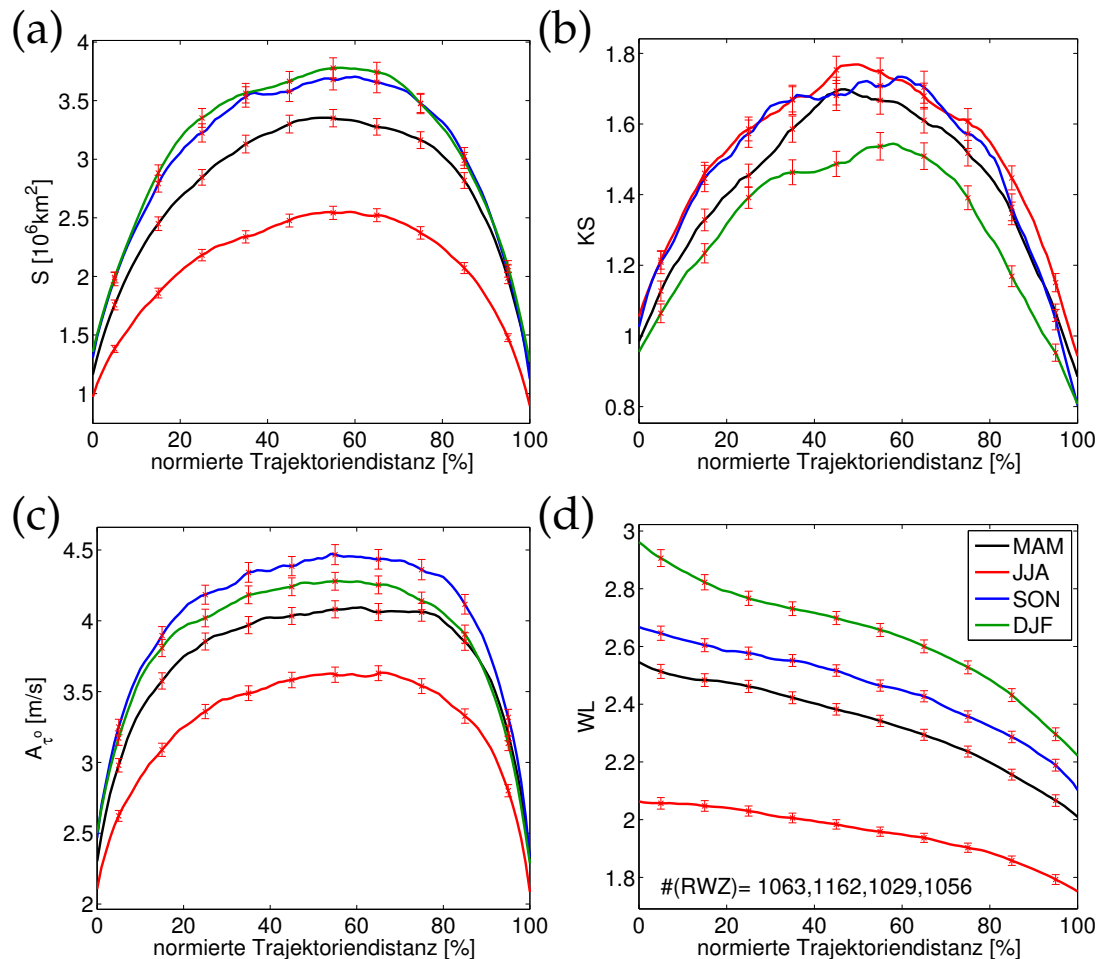 (a)
4
3.5
3
2.5
2
1.5
1
S [10⁶km²]
0 20 40 60 80 100
normierte Trajektoriendistanz [%]
(b)
1.8
1.6
1.4
1.2
1
0.8
KS
0 20 40 60 80 100
normierte Trajektoriendistanz [%]
(c)
4.5
4
3.5
3
2.5
2
A_τ° [m/s]
0 20 40 60 80 100
normierte Trajektoriendistanz [%]
(d)
3
2.8
2.6
2.4
2.2
2
1.8
WL
MAM
JJA
SON
DJF
#(RWZ)= 1063,1162,1029,1056
0 20 40 60 80 100
normierte Trajektoriendistanz [%]